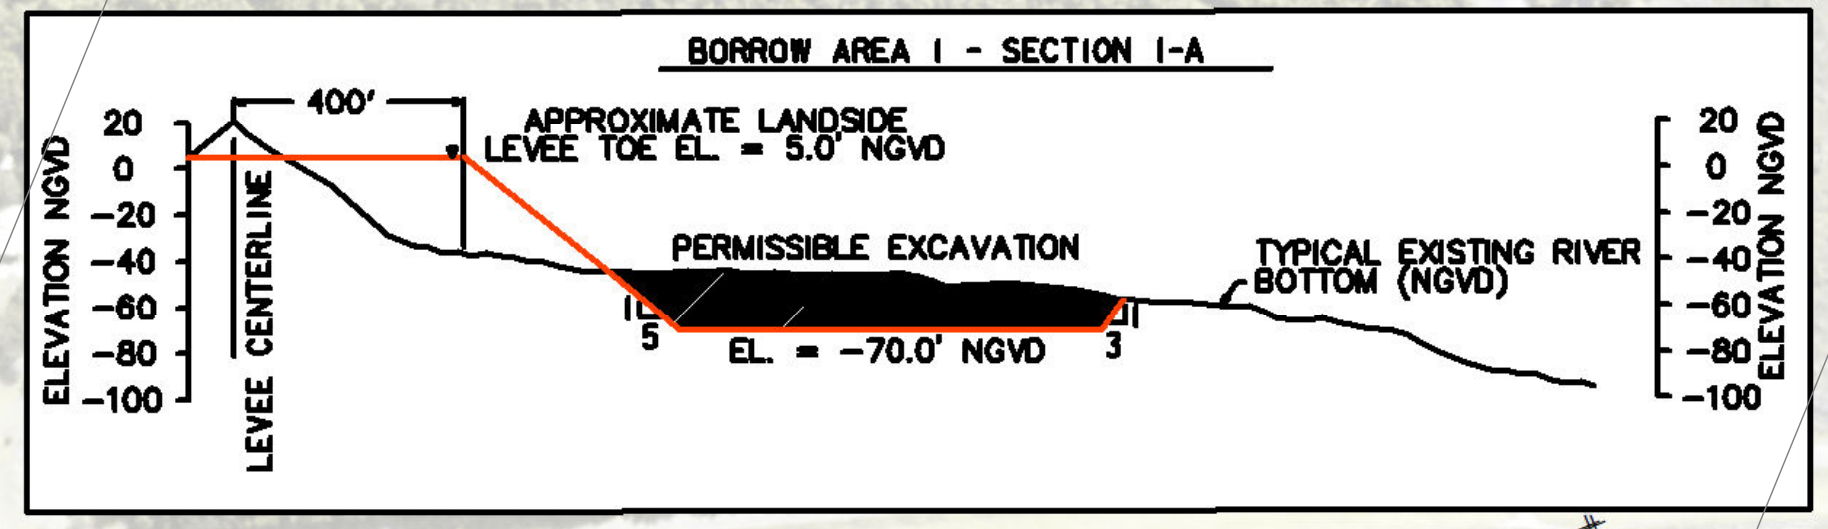 BORROW AREA 1 - SECTION 1-A
400'
APPROXIMATE LANDSIDE
LEVEE TOE EL. = 5.0' NGVD
20
0
-20
-40
-60
-80
-100
ELEVATION NGVD
LEVEE CENTERLINE
PERMISSIBLE EXCAVATION
TYPICAL EXISTING RIVER
BOTTOM (NGVD)
1
5
EL. = -70.0' NGVD
1
3
20
0
-20
-40
-60
-80
-100
ELEVATION NGVD